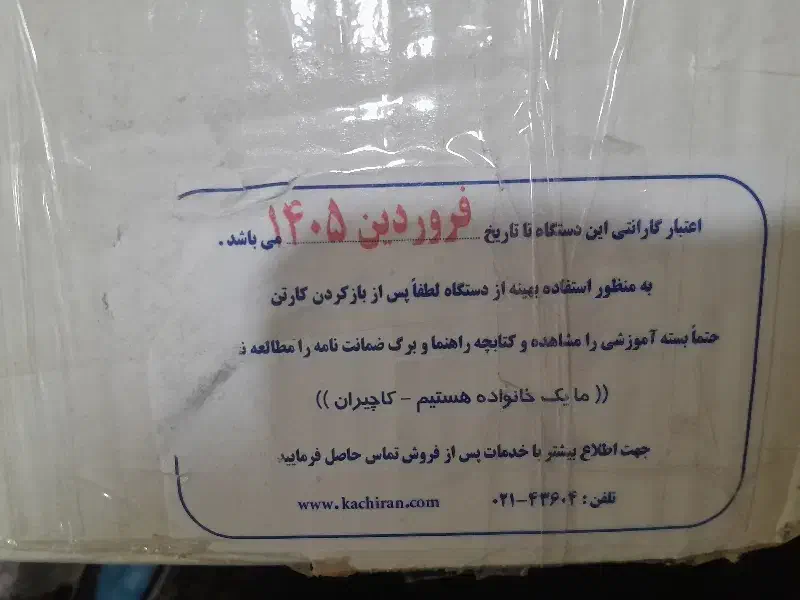 اعتبار گارانتی این دستگاه تا تاریخ فروردین ۱۴۰۵ می باشد .
به منظور استفاده بهینه از دستگاه لطفاً پس از بازکردن کارتن
حتماً بسته آموزشی را مشاهده و کتابچه راهنما و برگ ضمانت نامه را مطالعه
(( ما یک خانواده هستیم - کاچیران ))
جهت اطلاع بیشتر با خدمات پس از فروش تماس حاصل فرمایید
تلفن : ۴۳۶۰۴-۰۲۱ www.kachiran.com